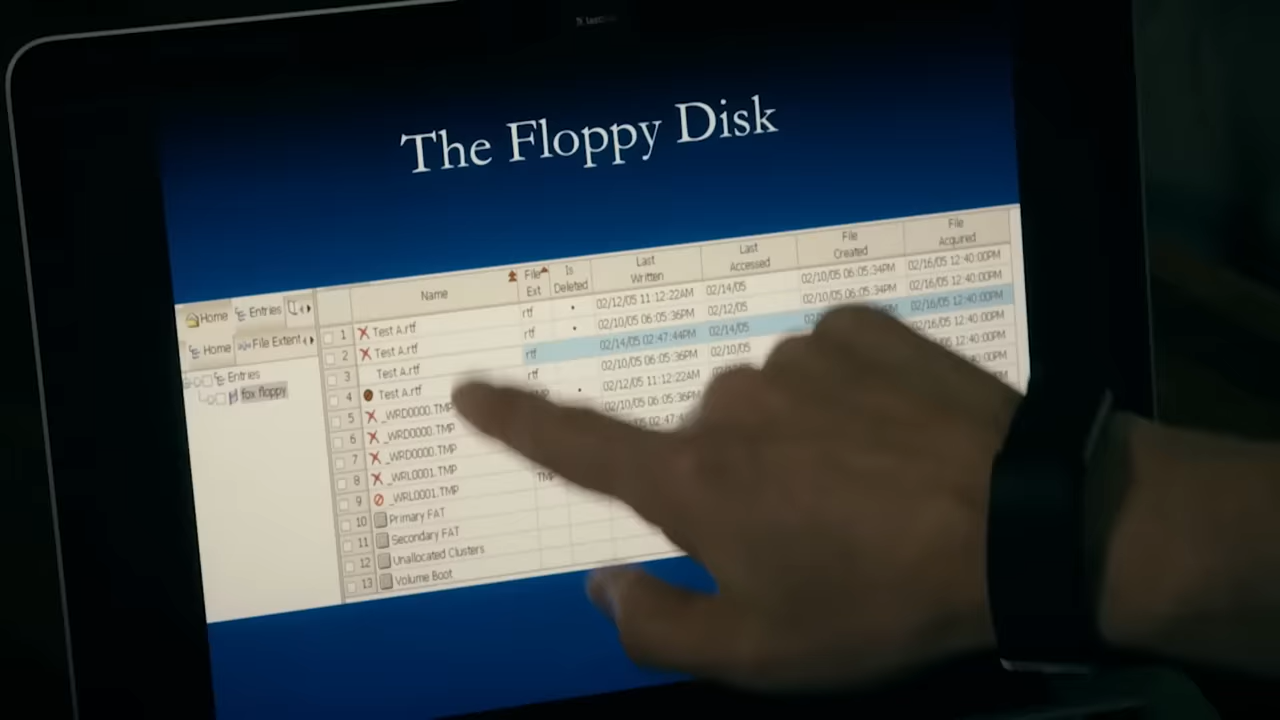 The Floppy Disk
Home Entries
Home File Extent
Entries
fox floppy
Name File Ext Is Deleted Last Written Last Accessed File Created File Acquired
1 Test A.rtf rtf • 02/12/05 11:12:22AM 02/14/05 02/10/05 06:05:34PM 02/16/05 12:40:00PM
2 Test A.rtf rtf • 02/10/05 06:05:36PM 02/12/05 02/10/05 06:05:34PM 02/16/05 12:40:00PM
3 Test A.rtf rtf 02/14/05 02:47:44PM 02/14/05 02/16/05 12:40:00PM
4 Test A.rtf rtf 02/10/05 06:05:36PM 02/10/05 02/16/05 12:40:00PM
5 _WRD0000.TMP • 02/12/05 11:12:22AM
6 _WRD0000.TMP 02/10/05 06:05:36PM
7 _WRD0000.TMP
8 _WRL0001.TMP TMP
9 _WRL0001.TMP
10 Primary FAT
11 Secondary FAT
12 Unallocated Clusters
13 Volume Boot